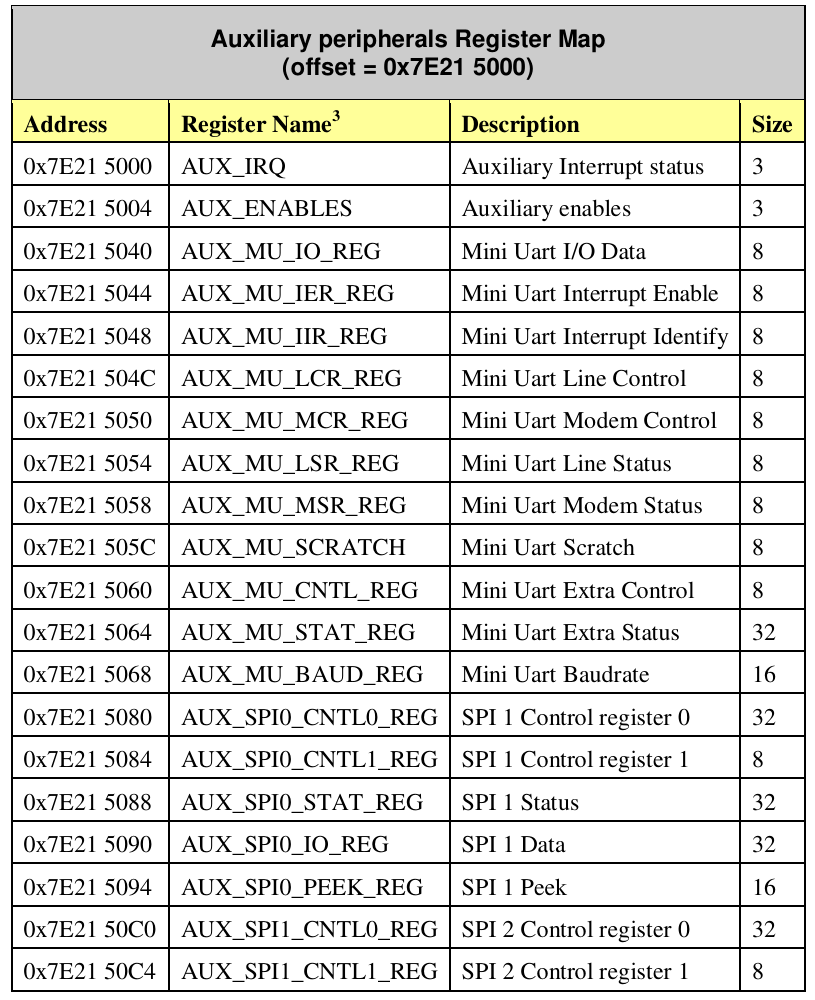 Auxiliary peripherals Register Map
(offset = 0x7E21 5000)
Address Register Name3 Description Size
0x7E21 5000 AUX_IRQ Auxiliary Interrupt status 3
0x7E21 5004 AUX_ENABLES Auxiliary enables 3
0x7E21 5040 AUX_MU_IO_REG Mini Uart I/O Data 8
0x7E21 5044 AUX_MU_IER_REG Mini Uart Interrupt Enable 8
0x7E21 5048 AUX_MU_IIR_REG Mini Uart Interrupt Identify 8
0x7E21 504C AUX_MU_LCR_REG Mini Uart Line Control 8
0x7E21 5050 AUX_MU_MCR_REG Mini Uart Modem Control 8
0x7E21 5054 AUX_MU_LSR_REG Mini Uart Line Status 8
0x7E21 5058 AUX_MU_MSR_REG Mini Uart Modem Status 8
0x7E21 505C AUX_MU_SCRATCH Mini Uart Scratch 8
0x7E21 5060 AUX_MU_CNTL_REG Mini Uart Extra Control 8
0x7E21 5064 AUX_MU_STAT_REG Mini Uart Extra Status 32
0x7E21 5068 AUX_MU_BAUD_REG Mini Uart Baudrate 16
0x7E21 5080 AUX_SPI0_CNTL0_REG SPI 1 Control register 0 32
0x7E21 5084 AUX_SPI0_CNTL1_REG SPI 1 Control register 1 8
0x7E21 5088 AUX_SPI0_STAT_REG SPI 1 Status 32
0x7E21 5090 AUX_SPI0_IO_REG SPI 1 Data 32
0x7E21 5094 AUX_SPI0_PEEK_REG SPI 1 Peek 16
0x7E21 50C0 AUX_SPI1_CNTL0_REG SPI 2 Control register 0 32
0x7E21 50C4 AUX_SPI1_CNTL1_REG SPI 2 Control register 1 8